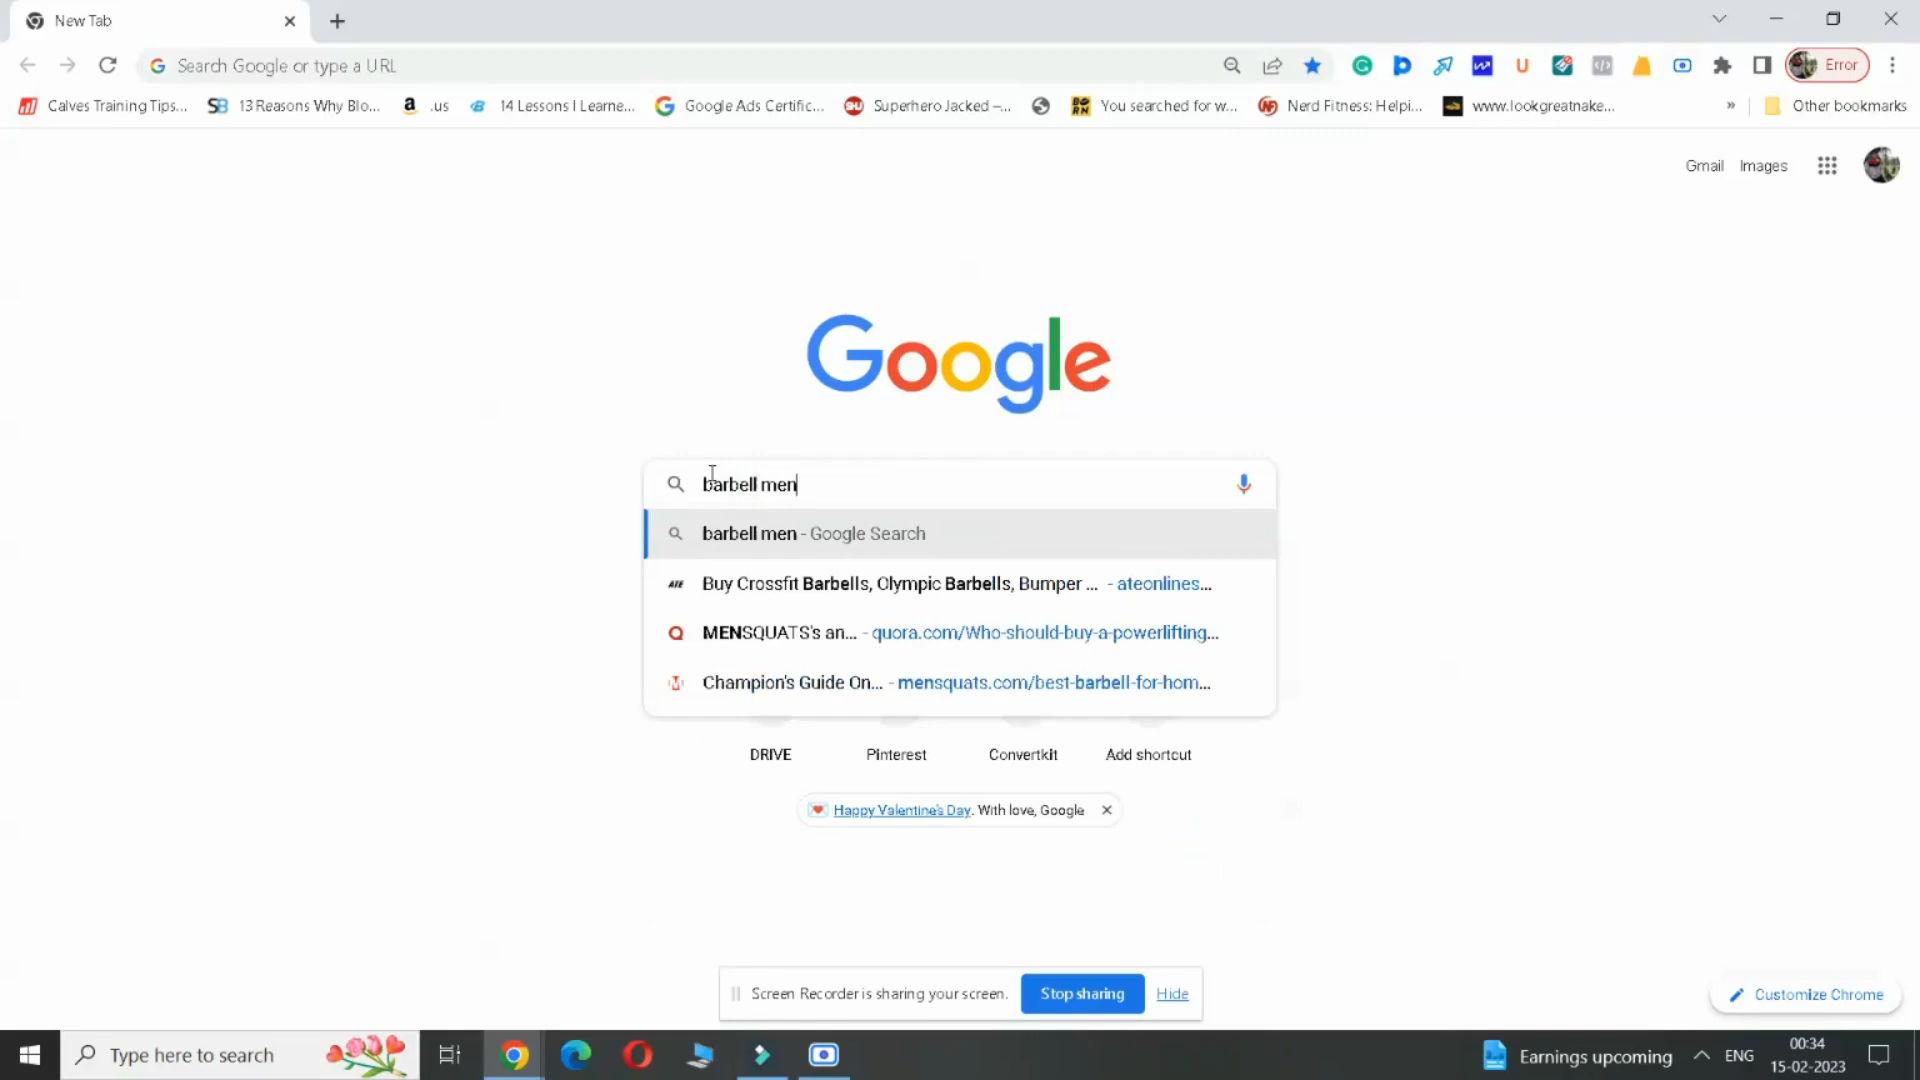 New Tab
Search Google or type a URL
Error
Calves Training Tips...
13 Reasons Why Blo...
.us
14 Lessons I Learne...
Google Ads Certific...
Superhero Jacked –...
You searched for w...
Nerd Fitness: Helpi...
www.lookgreatnake...
»
Other bookmarks
Gmail
Images
Google
barbell men
barbell men - Google Search
Buy Crossfit Barbells, Olympic Barbells, Bumper ... - ateonlines...
MENSQUATS's an... - quora.com/Who-should-buy-a-powerlifting...
Champion's Guide On... - mensquats.com/best-barbell-for-hom...
DRIVE
Pinterest
Convertkit
Add shortcut
Happy Valentine's Day. With love, Google
Screen Recorder is sharing your screen.
Stop sharing
Hide
Customize Chrome
Type here to search
Earnings upcoming
ENG
00:34
15-02-2023